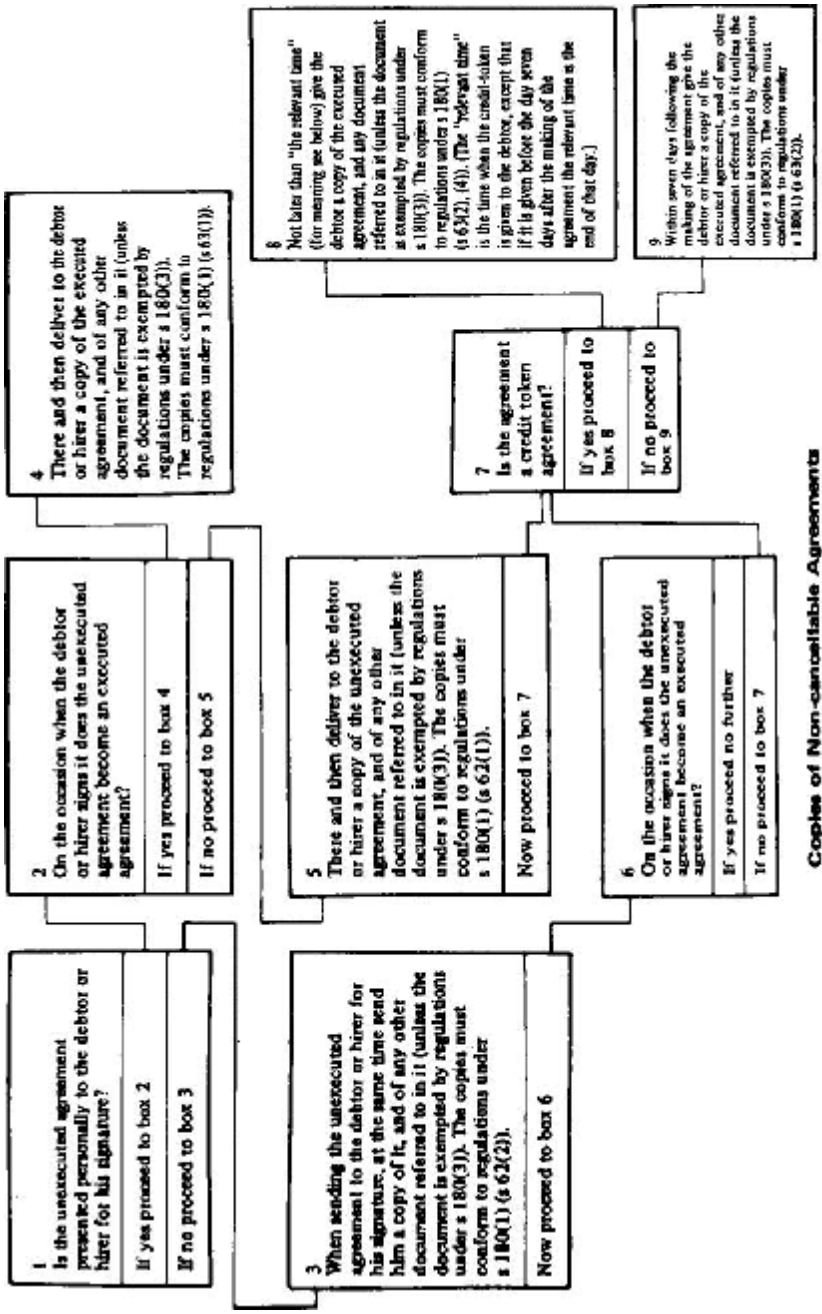 1
Is the unexecuted agreement
presented personally to the debtor or
hirer for his signature?
If yes proceed to box 2
If no proceed to box 3
2
On the occasion when the debtor
or hirer signs it does the unexecuted
agreement become an executed
agreement?
If yes proceed to box 4
If no proceed to box 5
3
When sending the unexecuted
agreement to the debtor or hirer for
his signature, at the same time send
him a copy of it, and of any other
document referred to in it (unless the
document is exempted by regulations
under s 180(3)). The copies must
conform to regulations under
s 180(1) (s 62(2)).
Now proceed to box 6
4
There and then deliver to the debtor
or hirer a copy of the executed
agreement, and of any other
document referred to in it (unless
the document is exempted by
regulations under s 180(3)).
The copies must conform to
regulations under s 180(1) (s 63(1)).
5
There and then deliver to the debtor
or hirer a copy of the unexecuted
agreement, and of any other
document referred to in it (unless the
document is exempted by regulations
under s 180(3)). The copies must
conform to regulations under
s 180(1) (s 62(1)).
Now proceed to box 7
6
On the occasion when the debtor
or hirer signs it does the unexecuted
agreement become an executed
agreement?
If yes proceed no further
If no proceed to box 7
7
Is the agreement
a credit token
agreement?
If yes proceed to
box 8
If no proceed to
box 9
8
Not later than "the relevant time"
(for meaning see below) give the
debtor a copy of the executed
agreement, and any document
referred to in it (unless the document
is exempted by regulations under
s 180(3)). The copies must conform
to regulations under s 180(1)
(s 63(2), (4)). (The "relevant time"
is the time when the credit-token
is given to the debtor, except that
if it is given before the day seven
days after the making of the
agreement the relevant time is the
end of that day.)
9
Within seven days following the
making of the agreement give the
debtor or hirer a copy of the
executed agreement, and of any other
document referred to in it (unless the
document is exempted by regulations
under s 180(3)). The copies must
conform to regulations under
s 180(1) (s 63(2)).
Copies of Non-cancellable Agreements